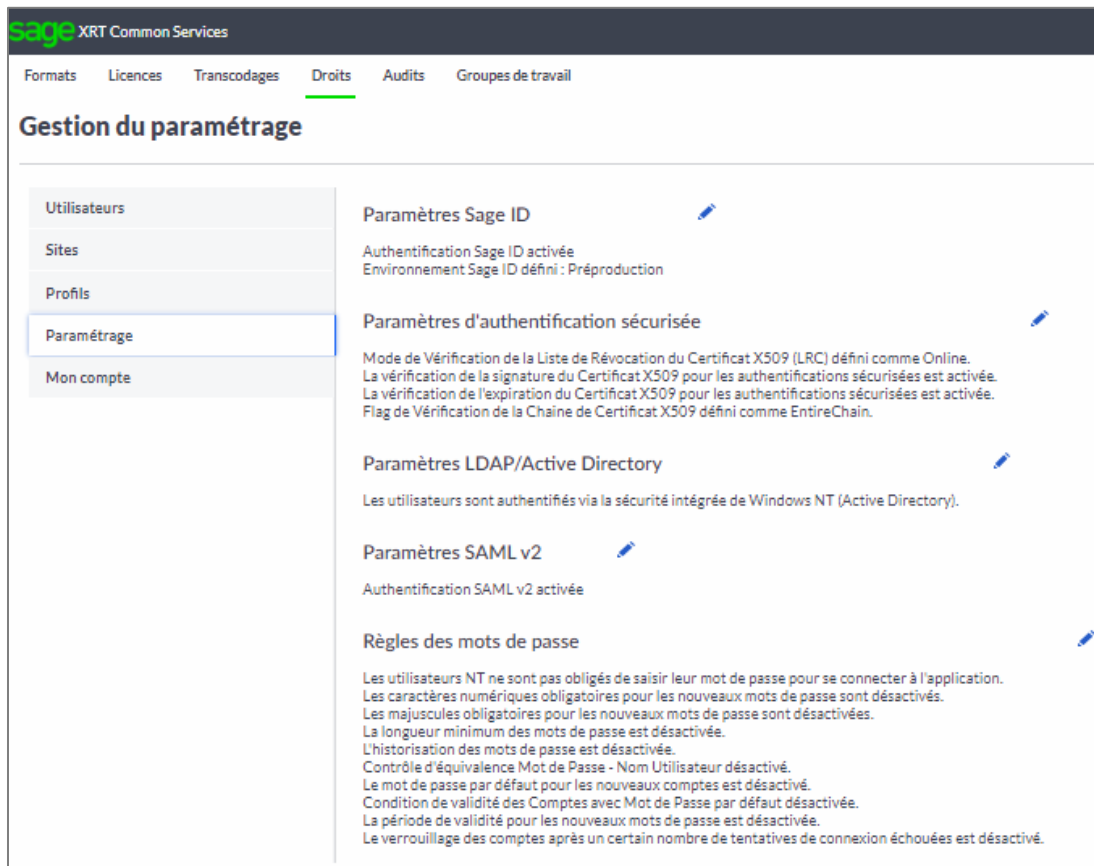 sage XRT Common Services
Formats Licences Transcodages Droits Audits Groupes de travail
Gestion du paramétrage
Utilisateurs
Sites
Profils
Paramétrage
Mon compte
Paramètres Sage ID
Authentification Sage ID activée
Environnement Sage ID défini : Préproduction
Paramètres d'authentification sécurisée
Mode de Vérification de la Liste de Révocation du Certificat X509 (LRC) défini comme Online.
La vérification de la signature du Certificat X509 pour les authentifications sécurisées est activée.
La vérification de l'expiration du Certificat X509 pour les authentifications sécurisées est activée.
Flag de Vérification de la Chaine de Certificat X509 défini comme EntireChain.
Paramètres LDAP/Active Directory
Les utilisateurs sont authentifiés via la sécurité intégrée de Windows NT (Active Directory).
Paramètres SAML v2
Authentification SAML v2 activée
Règles des mots de passe
Les utilisateurs NT ne sont pas obligés de saisir leur mot de passe pour se connecter à l'application.
Les caractères numériques obligatoires pour les nouveaux mots de passe sont désactivés.
Les majuscules obligatoires pour les nouveaux mots de passe sont désactivées.
La longueur minimum des mots de passe est désactivée.
L'historisation des mots de passe est désactivée.
Contrôle d'équivalence Mot de Passe - Nom Utilisateur désactivé.
Le mot de passe par défaut pour les nouveaux comptes est désactivé.
Condition de validité des Comptes avec Mot de Passe par défaut désactivée.
La période de validité pour les nouveaux mots de passe est désactivée.
Le verrouillage des comptes après un certain nombre de tentatives de connexion échouées est désactivé.